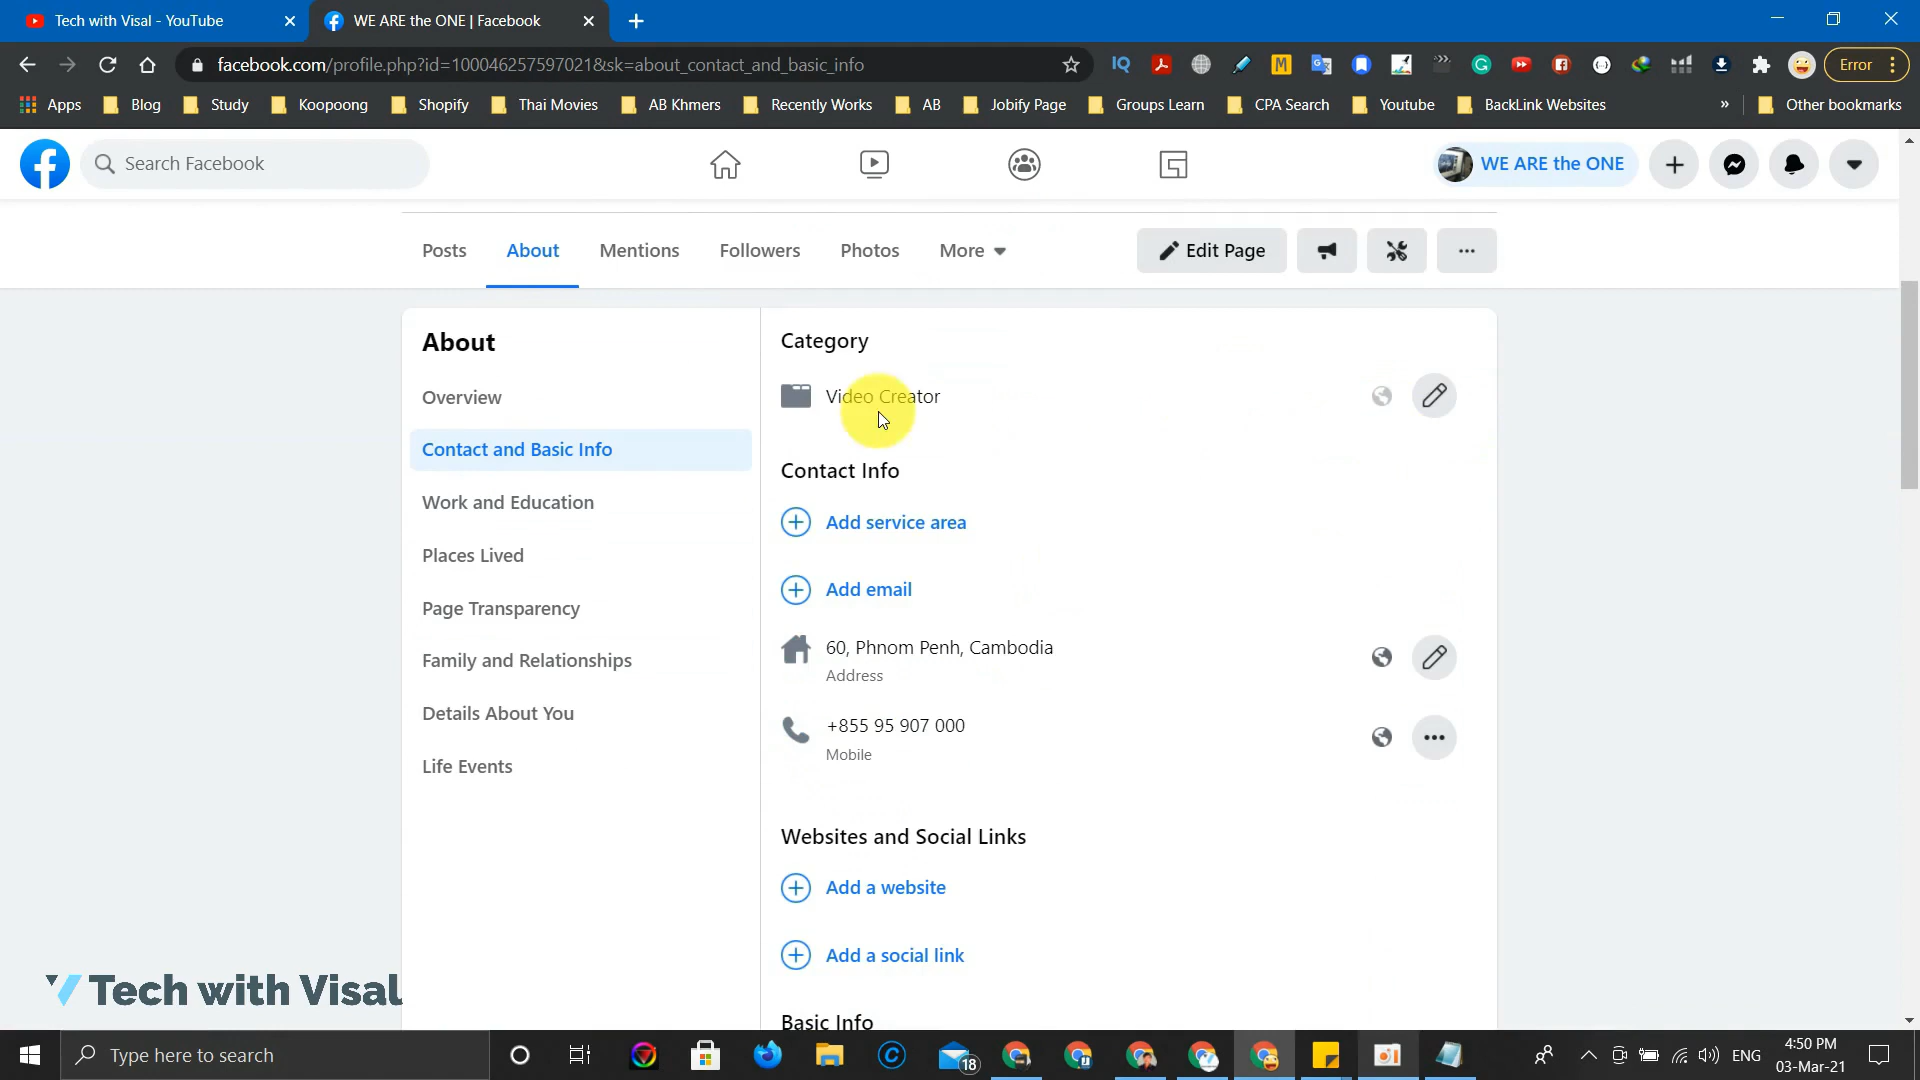 Tech with Visal - YouTube
WE ARE the ONE | Facebook
facebook.com/profile.php?id=100046257597021&sk=about_contact_and_basic_info
Error
Apps
Blog
Study
Koopoong
Shopify
Thai Movies
AB Khmers
Recently Works
AB
Jobify Page
Groups Learn
CPA Search
Youtube
BackLink Websites
»
Other bookmarks
Search Facebook
WE ARE the ONE
Posts
About
Mentions
Followers
Photos
More
Edit Page
About
Overview
Contact and Basic Info
Work and Education
Places Lived
Page Transparency
Family and Relationships
Details About You
Life Events
Category
Video Creator
Contact Info
Add service area
Add email
60, Phnom Penh, Cambodia
Address
+855 95 907 000
Mobile
Websites and Social Links
Add a website
Add a social link
Basic Info
Tech with Visal
Type here to search
18
ENG
4:50 PM
03-Mar-21